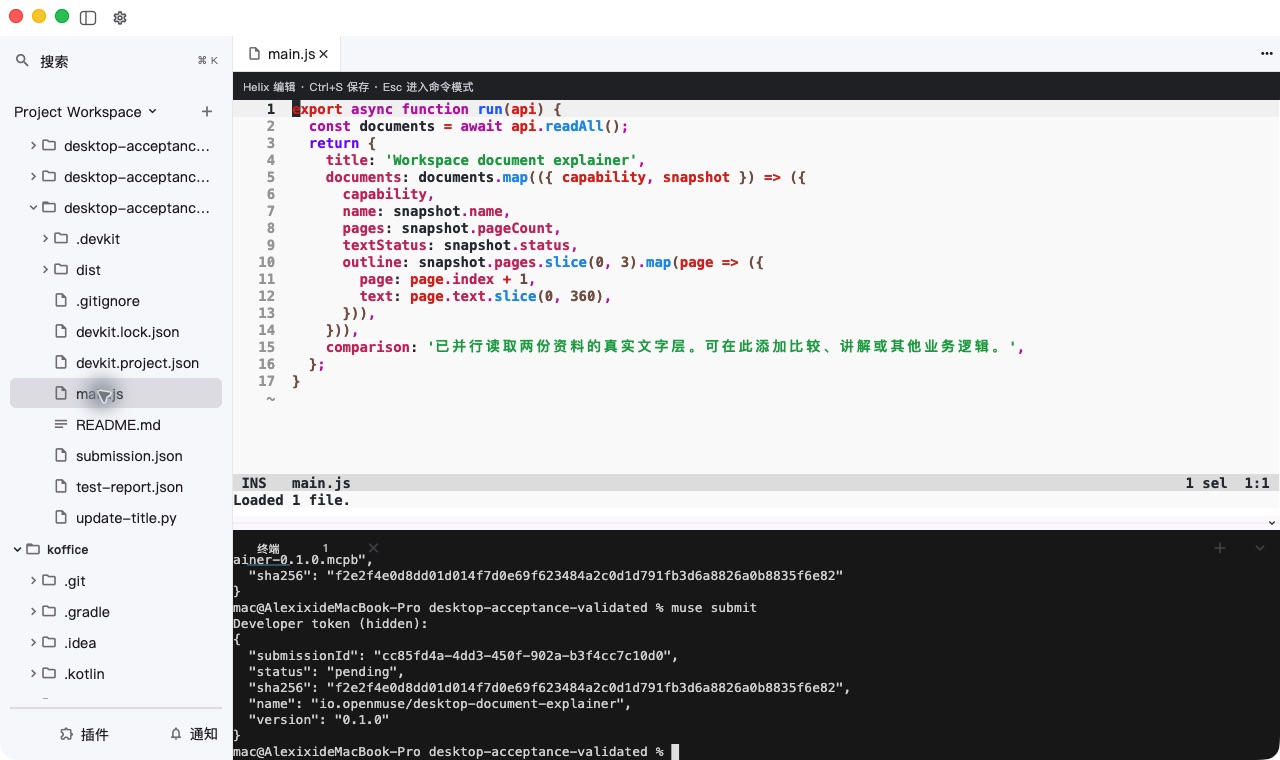 搜索
⌘ K
Project Workspace
desktop-acceptanc...
desktop-acceptanc...
desktop-acceptanc...
.devkit
dist
.gitignore
devkit.lock.json
devkit.project.json
main.js
README.md
submission.json
test-report.json
update-title.py
koffice
.git
.gradle
.idea
.kotlin
插件
通知
main.js
Helix 编辑 · Ctrl+S 保存 · Esc 进入命令模式
1 export async function run(api) {
2   const documents = await api.readAll();
3   return {
4     title: 'Workspace document explainer',
5     documents: documents.map(({ capability, snapshot }) => ({
6       capability,
7       name: snapshot.name,
8       pages: snapshot.pageCount,
9       textStatus: snapshot.status,
10       outline: snapshot.pages.slice(0, 3).map(page => ({
11         page: page.index + 1,
12         text: page.text.slice(0, 360),
13       })),
14     })),
15     comparison: '已并行读取两份资料的真实文字层。可在此添加比较、讲解或其他业务逻辑。',
16   };
17 }
~
INS main.js 1 sel 1:1
Loaded 1 file.
终端 1
ainer-0.1.0.mcpb",
  "sha256": "f2e2f4e0d8dd01d014f7d0e69f623484a2c0d1d791fb3d6a8826a0b8835f6e82"
}
mac@AlexixideMacBook-Pro desktop-acceptance-validated % muse submit
Developer token (hidden):
{
  "submissionId": "cc85fd4a-4dd3-450f-902a-b3f4cc7c10d0",
  "status": "pending",
  "sha256": "f2e2f4e0d8dd01d014f7d0e69f623484a2c0d1d791fb3d6a8826a0b8835f6e82",
  "name": "io.openmuse/desktop-document-explainer",
  "version": "0.1.0"
}
mac@AlexixideMacBook-Pro desktop-acceptance-validated %